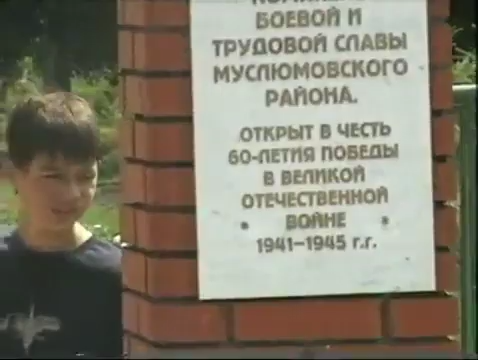 БОЕВОЙ И
ТРУДОВОЙ СЛАВЫ
МУСЛЮМОВСКОГО
РАЙОНА.
ОТКРЫТ В ЧЕСТЬ
60-ЛЕТИЯ ПОБЕДЫ
В ВЕЛИКОЙ
ОТЕЧЕСТВЕННОЙ
ВОЙНЕ
1941–1945 г.г.